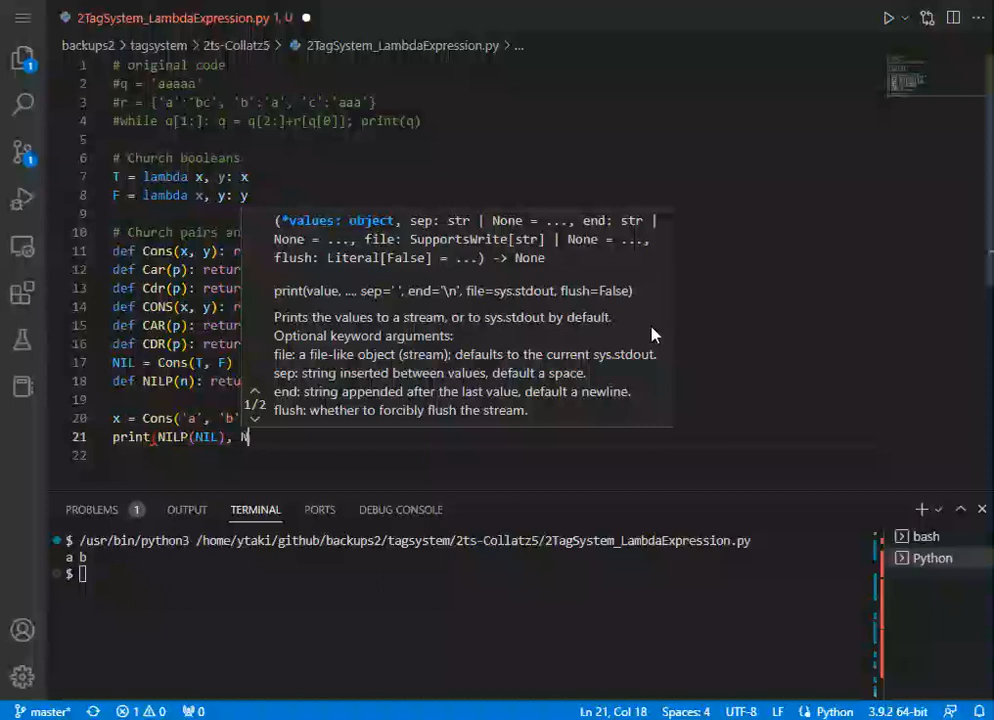 2TagSystem_LambdaExpression.py 1, U
backups2 > tagsystem > 2ts-Collatz5 > 2TagSystem_LambdaExpression.py > ...
1 # original code
2 #q = 'aaaaa'
3 #r = {'a':'bc', 'b':'a', 'c':'aaa'}
4 #while q[1:]: q = q[2:]+r[q[0]]; print(q)
5
6 # Church booleans
7 T = lambda x, y: x
8 F = lambda x, y: y
9
10 # Church pairs an
11 def Cons(x, y): r
12 def Car(p): retur
13 def Cdr(p): retur
14 def CONS(x, y): r
15 def CAR(p): retur
16 def CDR(p): retur
17 NIL = Cons(T, F)
18 def NILP(n): retu
19
20 x = Cons('a', 'b'
21 print(NILP(NIL), N
22
(*values: object, sep: str | None = ..., end: str |
None = ..., file: SupportsWrite[str] | None = ...,
flush: Literal[False] = ...) -> None
print(value, ..., sep=' ', end='\n', file=sys.stdout, flush=False)
Prints the values to a stream, or to sys.stdout by default.
Optional keyword arguments:
file: a file-like object (stream); defaults to the current sys.stdout.
sep: string inserted between values, default a space.
end: string appended after the last value, default a newline.
flush: whether to forcibly flush the stream.
1/2
PROBLEMS 1 OUTPUT TERMINAL PORTS DEBUG CONSOLE
$ /usr/bin/python3 /home/ytaki/github/backups2/tagsystem/2ts-Collatz5/2TagSystem_LambdaExpression.py
a b
$
bash
Python
1
1
master* 1 0 0 Ln 21, Col 18 Spaces: 4 UTF-8 LF Python 3.9.2 64-bit